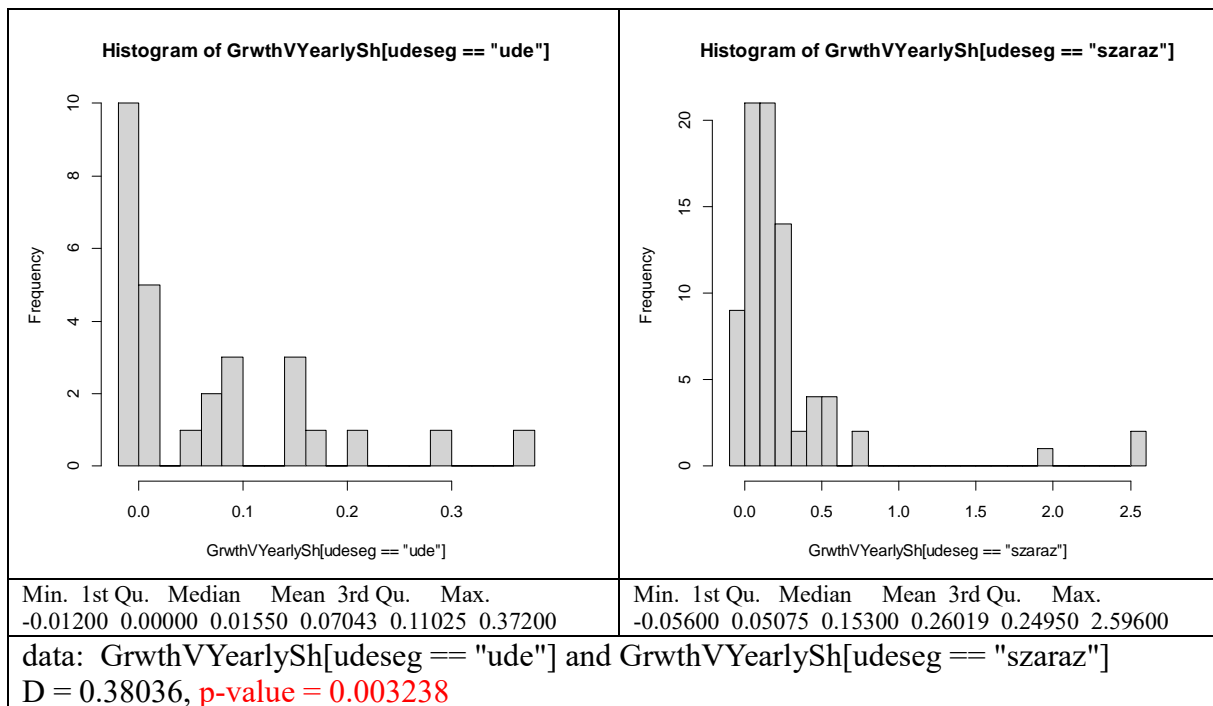 Histogram of GrwthVYearlySh[udeseg == "ude"]
Frequency
10
8
6
4
2
0
0.0 0.1 0.2 0.3
GrwthVYearlySh[udeseg == "ude"]
Histogram of GrwthVYearlySh[udeseg == "szaraz"]
Frequency
20
15
10
5
0
0.0 0.5 1.0 1.5 2.0 2.5
GrwthVYearlySh[udeseg == "szaraz"]
Min. 1st Qu. Median Mean 3rd Qu. Max.
-0.01200 0.00000 0.01550 0.07043 0.11025 0.37200
Min. 1st Qu. Median Mean 3rd Qu. Max.
-0.05600 0.05075 0.15300 0.26019 0.24950 2.59600
data: GrwthVYearlySh[udeseg == "ude"] and GrwthVYearlySh[udeseg == "szaraz"]
D = 0.38036, p-value = 0.003238